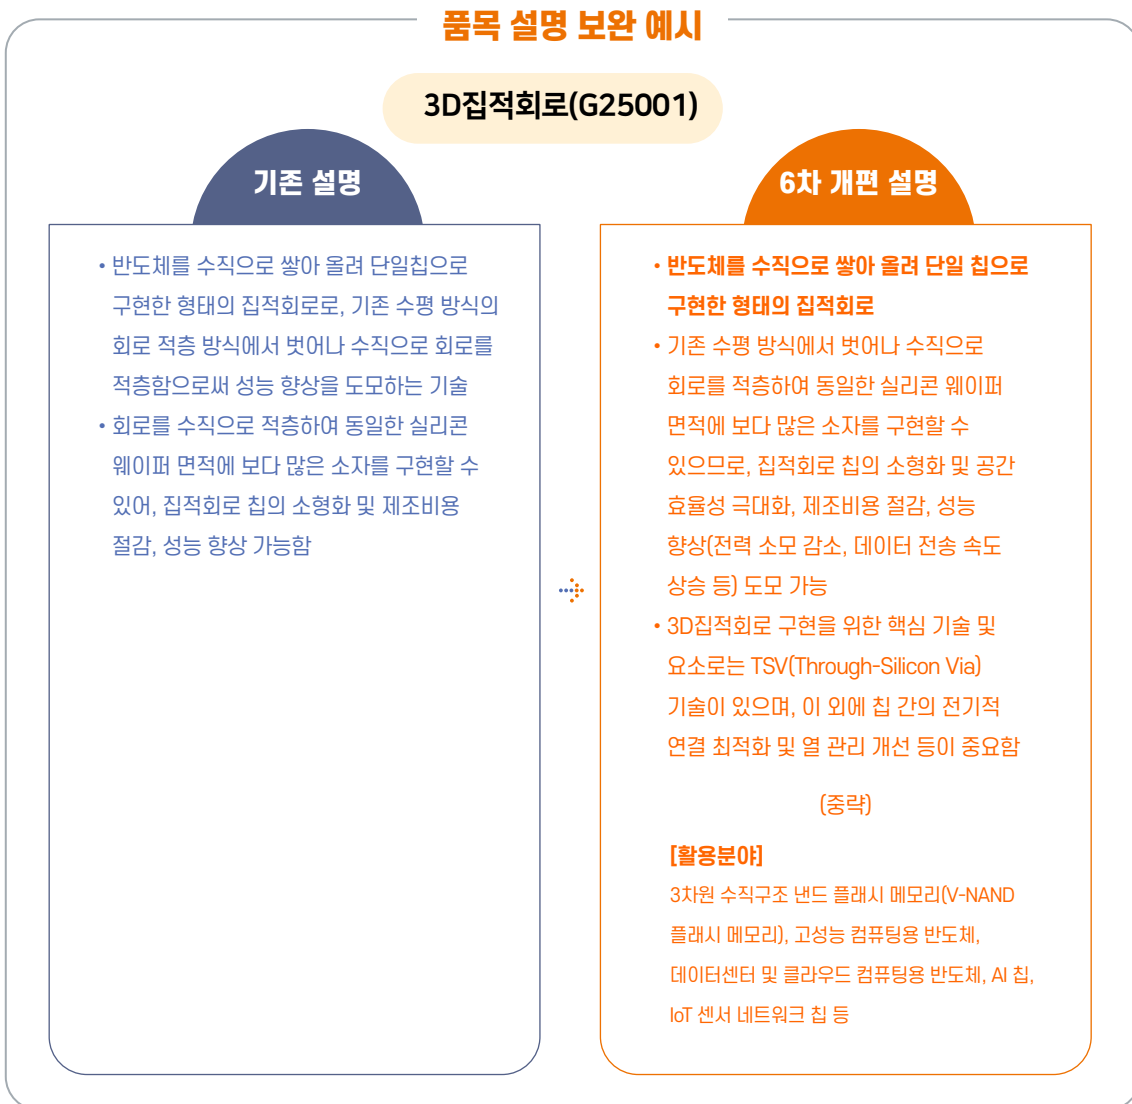 품목 설명 보완 예시
3D집적회로(G25001)
기존 설명
• 반도체를 수직으로 쌓아 올려 단일칩으로
구현한 형태의 집적회로로, 기존 수평 방식의
회로 적층 방식에서 벗어나 수직으로 회로를
적층함으로써 성능 향상을 도모하는 기술
• 회로를 수직으로 적층하여 동일한 실리콘
웨이퍼 면적에 보다 많은 소자를 구현할 수
있어, 집적회로 칩의 소형화 및 제조비용
절감, 성능 향상 가능함
6차 개편 설명
• 반도체를 수직으로 쌓아 올려 단일 칩으로
구현한 형태의 집적회로
• 기존 수평 방식에서 벗어나 수직으로
회로를 적층하여 동일한 실리콘 웨이퍼
면적에 보다 많은 소자를 구현할 수
있으므로, 집적회로 칩의 소형화 및 공간
효율성 극대화, 제조비용 절감, 성능
향상(전력 소모 감소, 데이터 전송 속도
상승 등) 도모 가능
• 3D집적회로 구현을 위한 핵심 기술 및
요소로는 TSV(Through-Silicon Via)
기술이 있으며, 이 외에 칩 간의 전기적
연결 최적화 및 열 관리 개선 등이 중요함
(중략)
[활용분야]
3차원 수직구조 낸드 플래시 메모리(V-NAND
플래시 메모리), 고성능 컴퓨팅용 반도체,
데이터센터 및 클라우드 컴퓨팅용 반도체, AI 칩,
IoT 센서 네트워크 칩 등